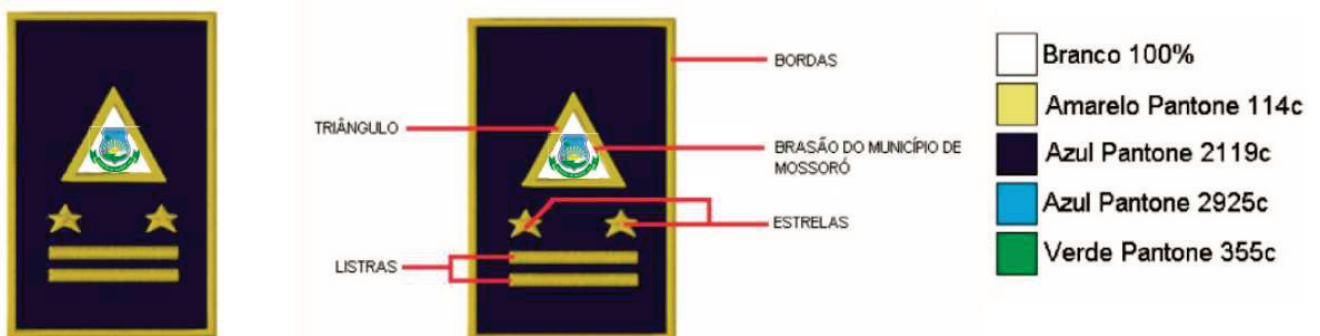 BORDAS
TRIÂNGULO
BRASÃO DO MUNICÍPIO DE
MOSSORÓ
ESTRELAS
LISTRAS
Branco 100%
Amarelo Pantone 114c
Azul Pantone 2119c
Azul Pantone 2925c
Verde Pantone 355c